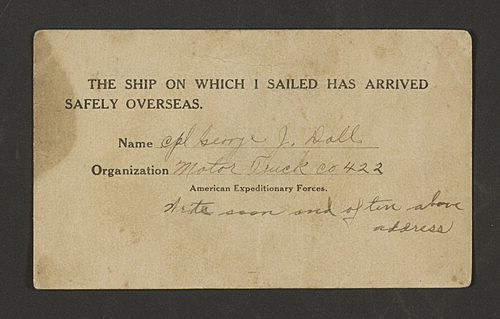 THE SHIP ON WHICH I SAILED HAS ARRIVED
SAFELY OVERSEAS.
Name Cpl George J. Doll
Organization Motor Truck Co 422
American Expeditionary Forces.
Write soon and often above
address